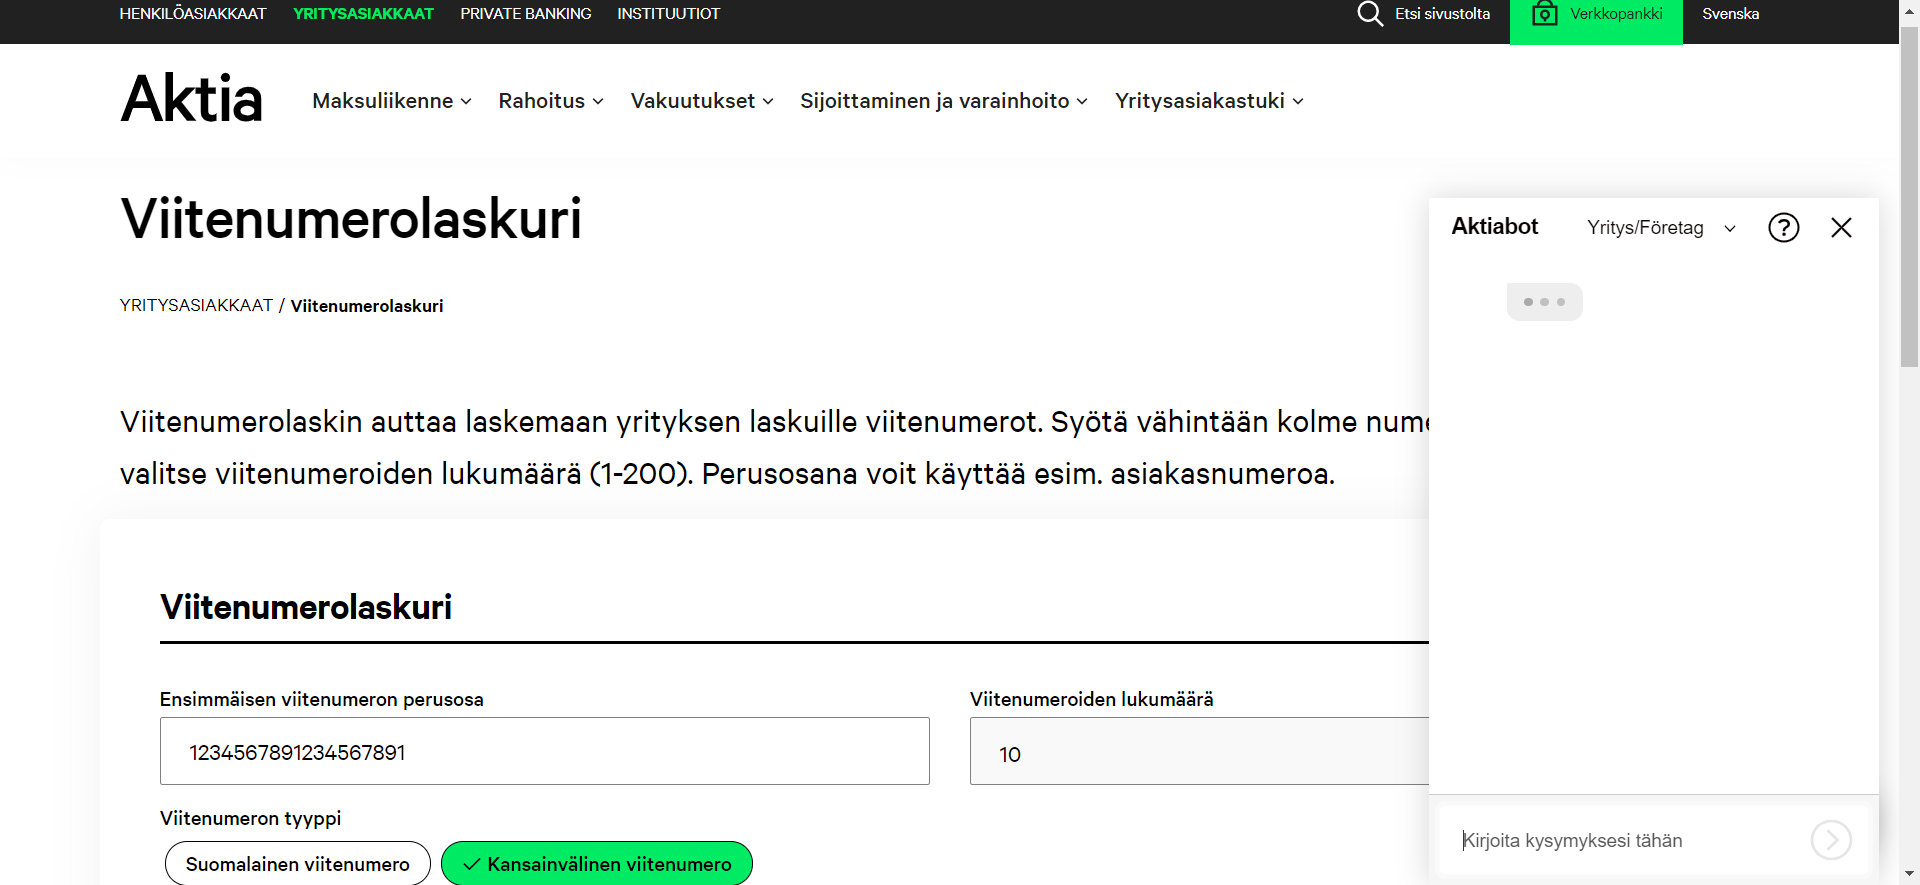 HENKILÖASIAKKAAT YRITYSASIAKKAAT PRIVATE BANKING INSTITUUTIOT Etsi sivustolta Verkkopankki Svenska
Aktia Maksuliikenne Rahoitus Vakuutukset Sijoittaminen ja varainhoito Yritysasiakastuki
Viitenumerolaskuri
YRITYSASIAKKAAT / Viitenumerolaskuri
Viitenumerolaskin auttaa laskemaan yrityksen laskuille viitenumerot. Syötä vähintään kolme
valitse viitenumeroiden lukumäärä (1-200). Perusosana voit käyttää esim. asiakasnumeroa.
Viitenumerolaskuri
Ensimmäisen viitenumeron perusosa
1234567891234567891
Viitenumeroiden lukumäärä
10
Viitenumeron tyyppi
Suomalainen viitenumero
Kansainvälinen viitenumero
Aktiabot Yritys/Företag ?
Kirjoita kysymyksesi tähän